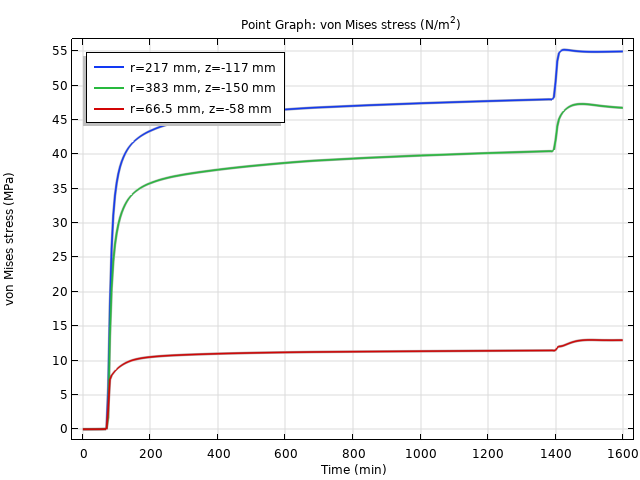 Point Graph: von Mises stress (N/m²)
r=217 mm, z=-117 mm
r=383 mm, z=-150 mm
r=66.5 mm, z=-58 mm
von Mises stress (MPa)
55
50
45
40
35
30
25
20
15
10
5
0
0 200 400 600 800 1000 1200 1400 1600
Time (min)